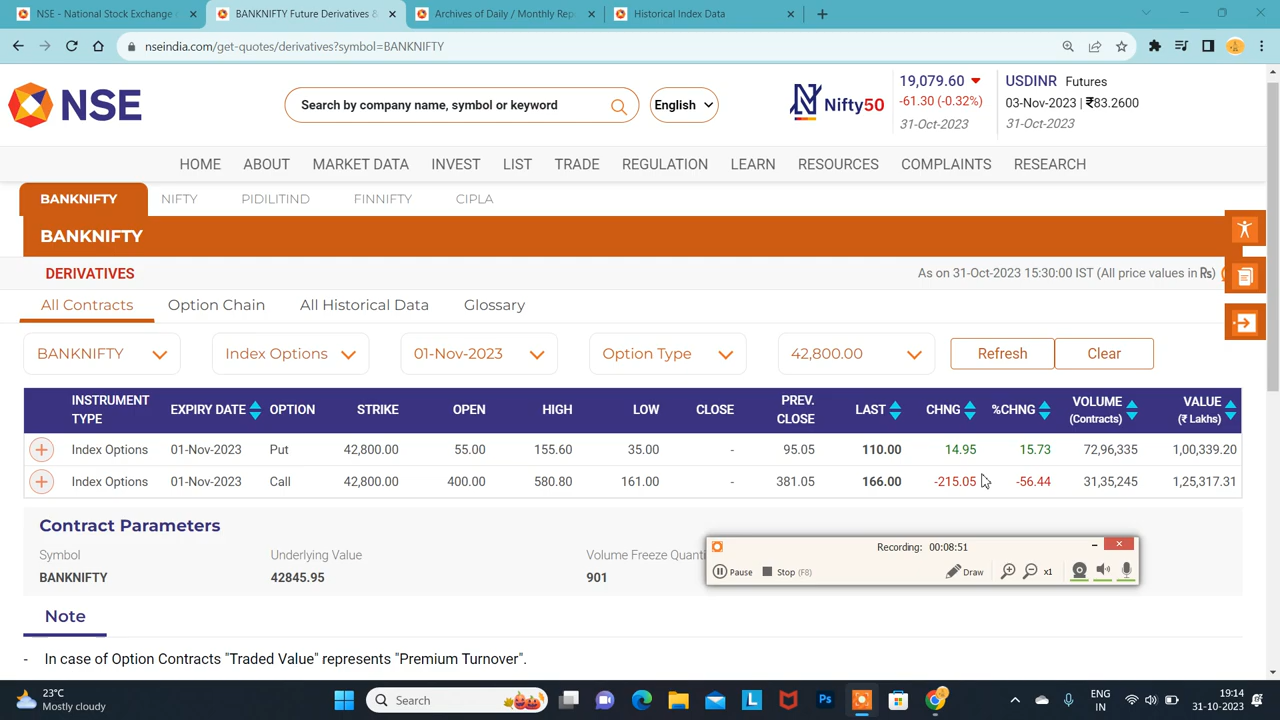 NSE - National Stock Exchange
BANKNIFTY Future Derivatives &
Archives of Daily / Monthly Rep
Historical Index Data
nseindia.com/get-quotes/derivatives?symbol=BANKNIFTY
NSE
Search by company name, symbol or keyword
English
Nifty50
19,079.60
-61.30 (-0.32%)
31-Oct-2023
USDINR Futures
03-Nov-2023 | ₹83.2600
31-Oct-2023
HOME ABOUT MARKET DATA INVEST LIST TRADE REGULATION LEARN RESOURCES COMPLAINTS RESEARCH
BANKNIFTY NIFTY PIDILITIND FINNIFTY CIPLA
BANKNIFTY
DERIVATIVES
As on 31-Oct-2023 15:30:00 IST (All price values in ₨)
All Contracts Option Chain All Historical Data Glossary
BANKNIFTY Index Options 01-Nov-2023 Option Type 42,800.00 Refresh Clear
INSTRUMENT TYPE EXPIRY DATE OPTION STRIKE OPEN HIGH LOW CLOSE PREV. CLOSE LAST CHNG %CHNG VOLUME (Contracts) VALUE (₹ Lakhs)
Index Options 01-Nov-2023 Put 42,800.00 55.00 155.60 35.00 - 95.05 110.00 14.95 15.73 72,96,335 1,00,339.20
Index Options 01-Nov-2023 Call 42,800.00 400.00 580.80 161.00 - 381.05 166.00 -215.05 -56.44 31,35,245 1,25,317.31
Contract Parameters
Symbol Underlying Value Volume Freeze Quant
BANKNIFTY 42845.95 901
Recording: 00:08:51
Pause Stop (F8) Draw x1
Note
- In case of Option Contracts "Traded Value" represents "Premium Turnover".
23°C
Mostly cloudy
Search
ENG
IN
19:14
31-10-2023